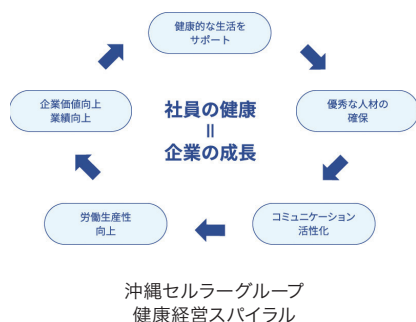 健康的な生活を
サポート
優秀な人材の
確保
コミュニケーション
活性化
労働生産性
向上
企業価値向上
業績向上
社員の健康
=
企業の成長
沖縄セルラーグループ
健康経営スパイラル